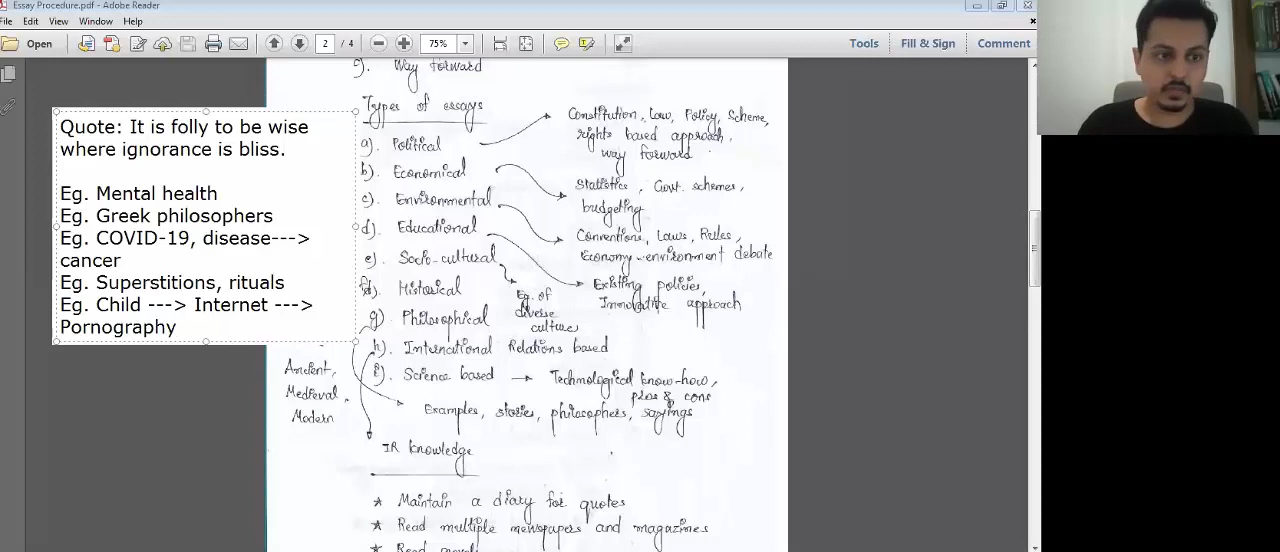 Essay Procedure.pdf - Adobe Reader
File Edit View Window Help
Open
2 / 4
75%
Tools
Fill & Sign
Comment
Quote: It is folly to be wise
where ignorance is bliss.
Eg. Mental health
Eg. Greek philosophers
Eg. COVID-19, disease--->
cancer
Eg. Superstitions, rituals
Eg. Child ---> Internet --->
Pornography
Way forward
Types of essays
a). Political
Constitution, Law, Policy, Scheme,
rights based approach,
way forward
b). Economical
Statistics, Govt. schemes,
budgeting
c). Environmental
Conventions, Laws, Rules,
Economy-environment debate
d). Educational
Existing policies,
Innovative approach
e). Socio-cultural
Eg. of
diverse
culture
Historical
Ancient,
Medieval,
Modern
g). Philosophical
Examples, stories, philosophers, sayings
h). International Relations based
IR knowledge
i). Science based → Technological know-how,
pros & cons
* Maintain a diary for quotes
* Read multiple newspapers and magazines
* Read novels